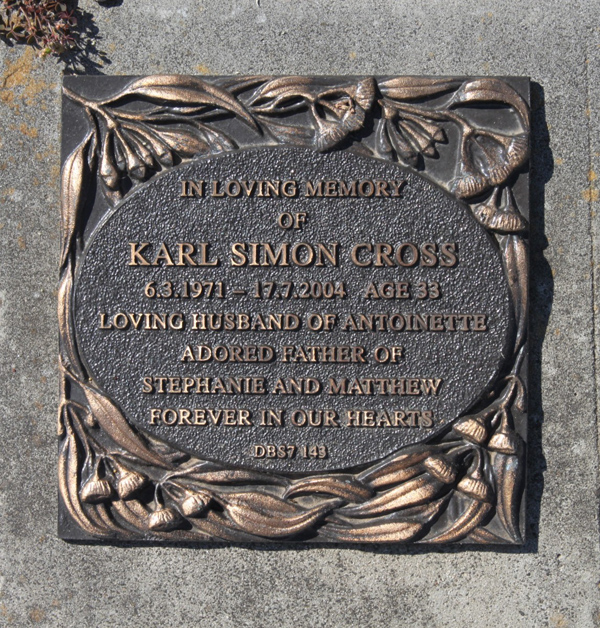 IN LOVING MEMORY
OF
KARL SIMON CROSS
6.3.1971 – 17.7.2004 AGE 33
LOVING HUSBAND OF ANTOINETTE
ADORED FATHER OF
STEPHANIE AND MATTHEW
FOREVER IN OUR HEARTS
DBS7 143